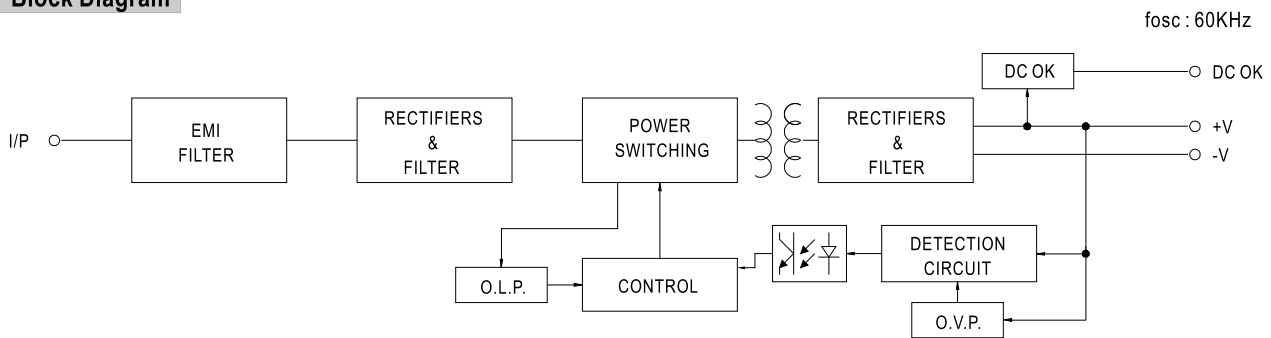 Block Diagram
fosc : 60KHz
DC OK
DC OK
I/P
EMI
FILTER
RECTIFIERS
&
FILTER
POWER
SWITCHING
RECTIFIERS
&
FILTER
+V
-V
O.L.P.
CONTROL
DETECTION
CIRCUIT
O.V.P.